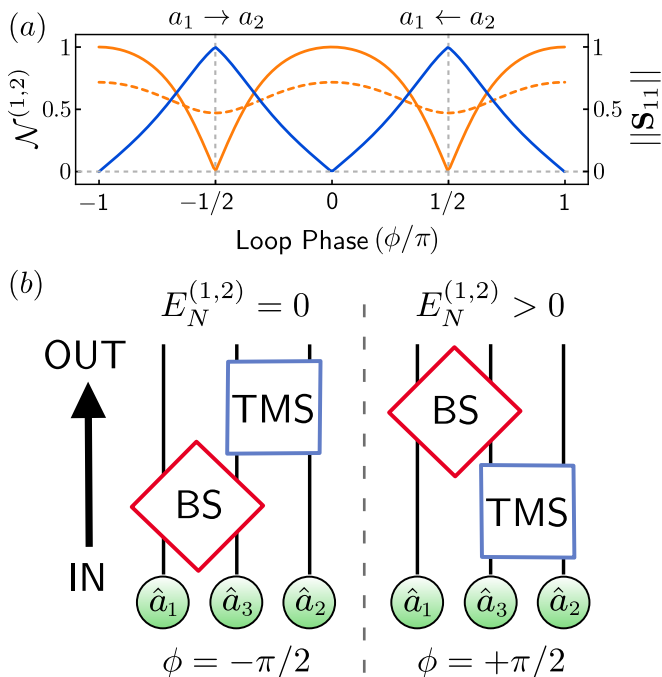 (a) a₁ → a₂ a₁ ← a₂
1 1
𝒩^(1,2) 0.5 0.5 ||S₁₁||
0 0
−1 −1/2 0 1/2 1
Loop Phase (ϕ/π)
(b) E_N^(1,2) = 0 E_N^(1,2) > 0
OUT
TMS BS
BS TMS
IN
â₁ â₃ â₂ â₁ â₃ â₂
ϕ = −π/2 ϕ = +π/2